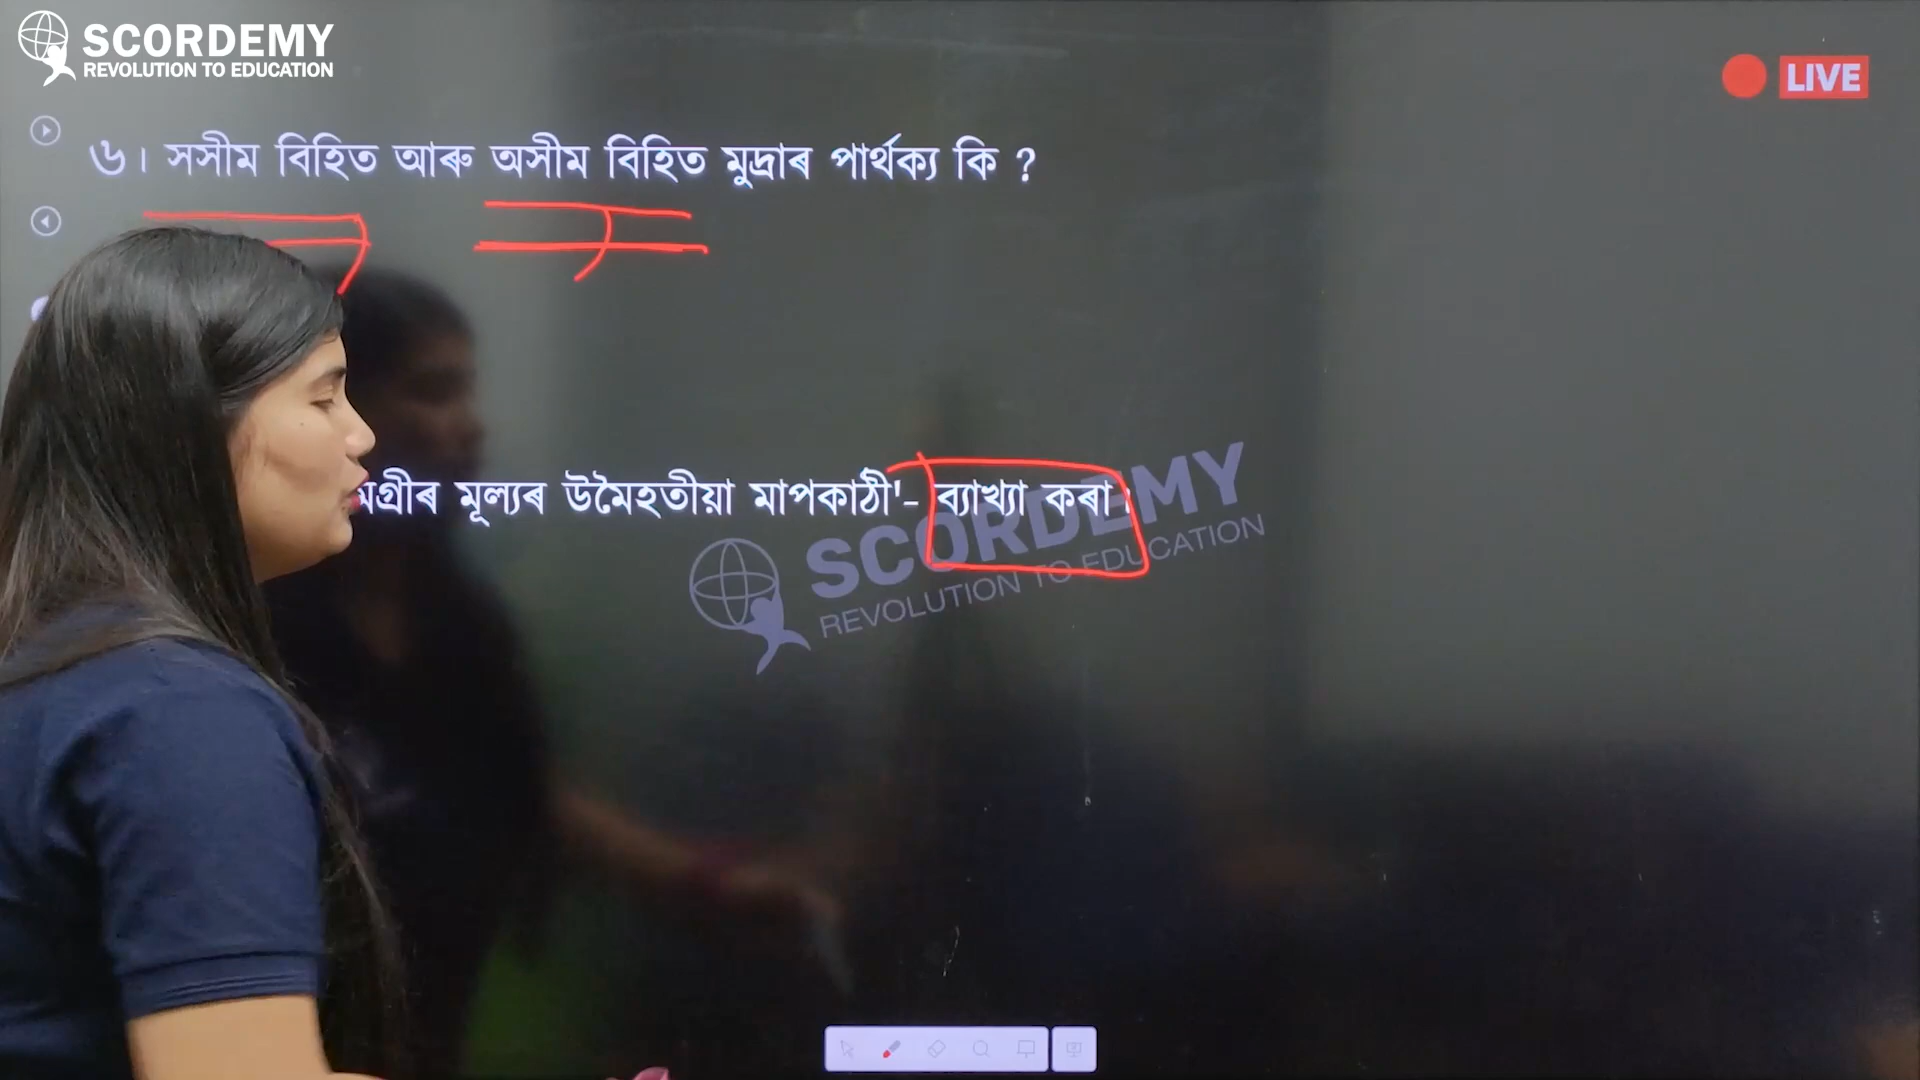 SCORDEMY
REVOLUTION TO EDUCATION
LIVE
৬। সসীম বিহিত আৰু অসীম বিহিত মুদ্ৰাৰ পাৰ্থক্য কি ?
মূল্যৰ উমৈহতীয়া মাপকাঠী'- ব্যাখ্যা কৰা।
SCORDEMY
REVOLUTION TO EDUCATION